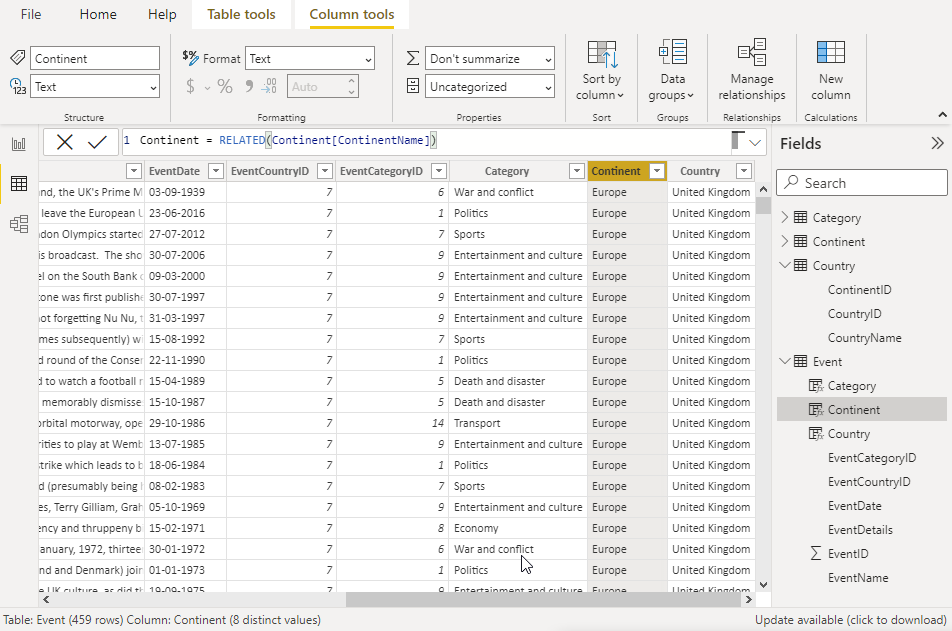 File Home Help Table tools Column tools
Continent $% Format Text Σ Don't summarize
123 Text $ % 9 .00 Auto Uncategorized
Sort by column
Data groups
Manage relationships
New column
Structure Formatting Properties Sort Groups Relationships Calculations
1 Continent = RELATED(Continent[ContinentName])
EventDate EventCountryID EventCategoryID Category Continent Country
and, the UK's Prime M 03-09-1939 7 6 War and conflict Europe United Kingdom
leave the European U 23-06-2016 7 1 Politics Europe United Kingdom
don Olympics started 27-07-2012 7 7 Sports Europe United Kingdom
is broadcast. The sho 30-07-2006 7 9 Entertainment and culture Europe United Kingdom
el on the South Bank 09-03-2000 7 9 Entertainment and culture Europe United Kingdom
one was first publish 30-07-1997 7 9 Entertainment and culture Europe United Kingdom
not forgetting Nu Nu, 31-03-1997 7 9 Entertainment and culture Europe United Kingdom
mes subsequently) wi 15-08-1992 7 7 Sports Europe United Kingdom
d round of the Conser 22-11-1990 7 1 Politics Europe United Kingdom
d to watch a football 15-04-1989 7 5 Death and disaster Europe United Kingdom
memorably dismisse 15-10-1987 7 5 Death and disaster Europe United Kingdom
orbital motorway, ope 29-10-1986 7 14 Transport Europe United Kingdom
rities to play at Wemb 13-07-1985 7 9 Entertainment and culture Europe United Kingdom
strike which leads to 18-06-1984 7 1 Politics Europe United Kingdom
d (presumably being 08-02-1983 7 7 Sports Europe United Kingdom
es, Terry Gilliam, Grah 05-10-1969 7 9 Entertainment and culture Europe United Kingdom
ency and thruppeny b 15-02-1971 7 8 Economy Europe United Kingdom
anuary, 1972, thirtee 30-01-1972 7 6 War and conflict Europe United Kingdom
nd and Denmark) join 01-01-1973 7 1 Politics Europe United Kingdom
e UK culture, as did th 19-09-1975 7 9 Entertainment and culture Europe United Kingdom
Fields
Search
Category
Continent
Country
ContinentID
CountryID
CountryName
Event
Category
Continent
Country
EventCategoryID
EventCountryID
EventDate
EventDetails
Σ EventID
EventName
Table: Event (459 rows) Column: Continent (8 distinct values) Update available (click to download)